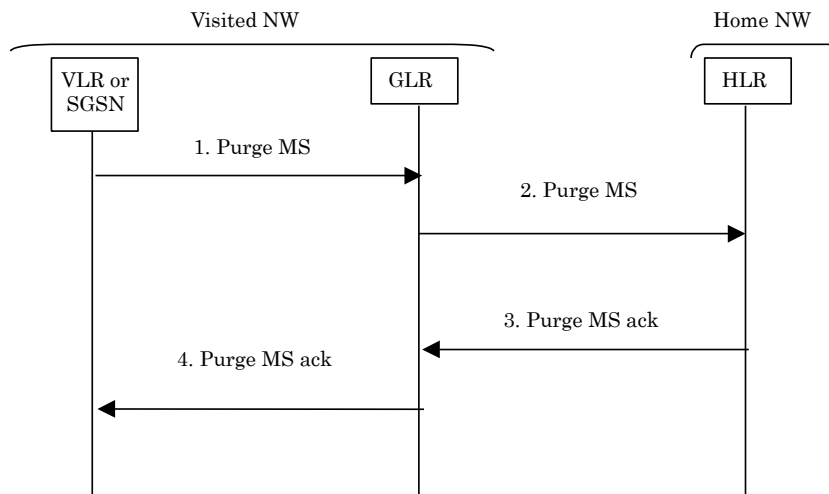 Visited NW
Home NW
VLR or
SGSN
GLR
HLR
1. Purge MS
2. Purge MS
3. Purge MS ack
4. Purge MS ack